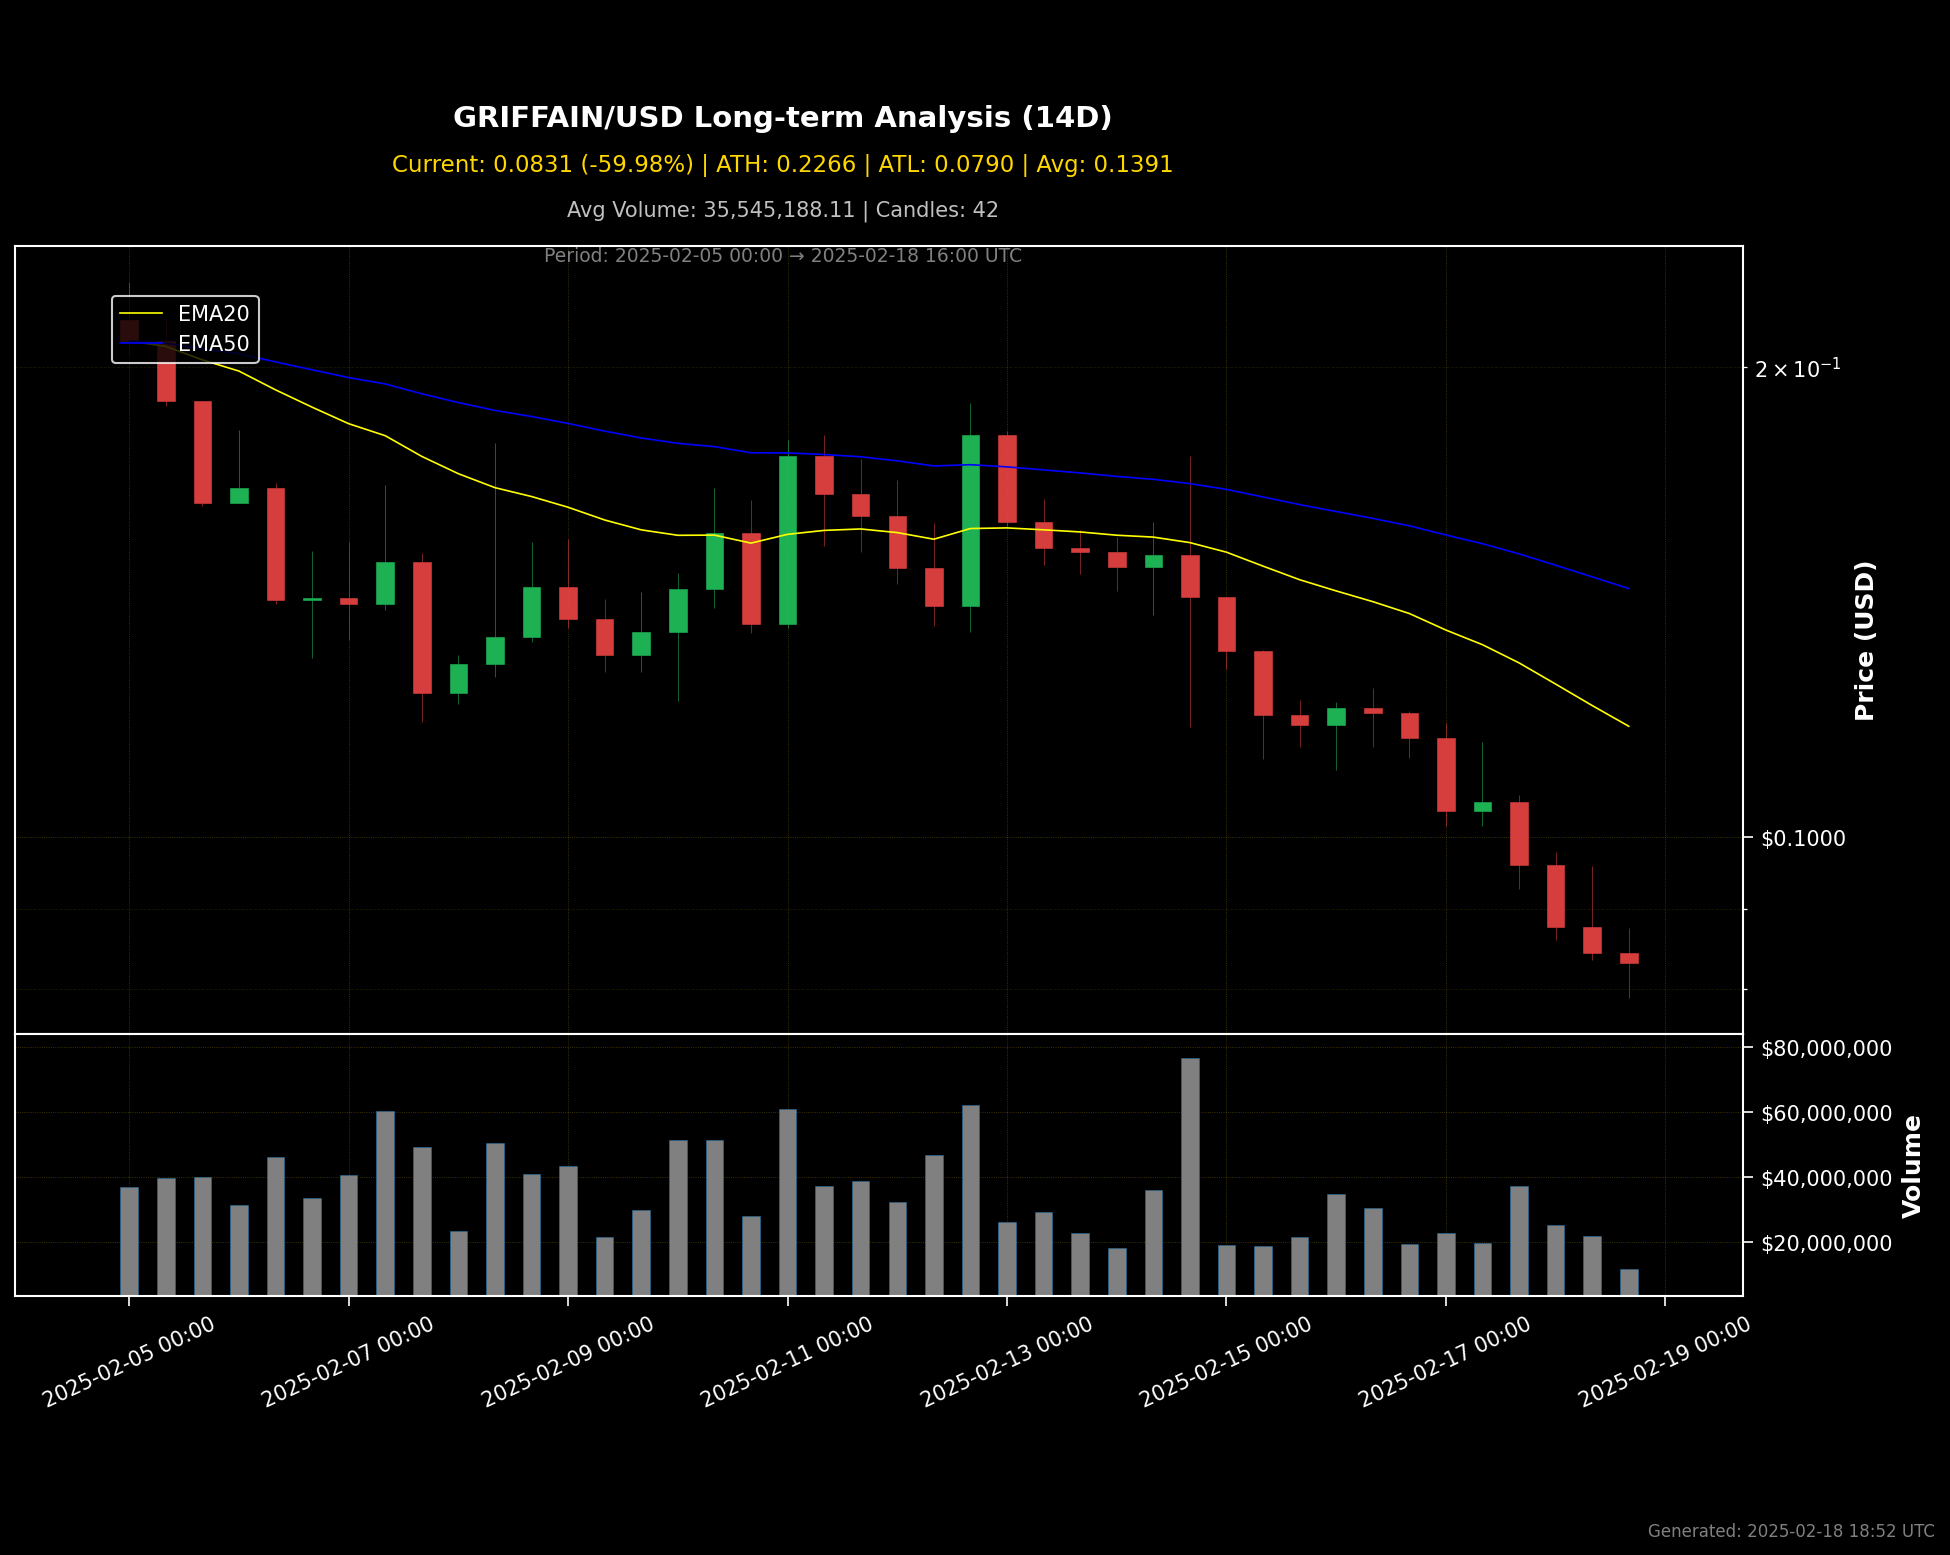 GRIFFAIN/USD Long-term Analysis (14D)
Current: 0.0831 (-59.98%) | ATH: 0.2266 | ATL: 0.0790 | Avg: 0.1391
Avg Volume: 35,545,188.11 | Candles: 42
Period: 2025-02-05 00:00 → 2025-02-18 16:00 UTC
EMA20
EMA50
2 × 10⁻¹
$0.1000
Price (USD)
$80,000,000
$60,000,000
$40,000,000
$20,000,000
Volume
2025-02-05 00:00
2025-02-07 00:00
2025-02-09 00:00
2025-02-11 00:00
2025-02-13 00:00
2025-02-15 00:00
2025-02-17 00:00
2025-02-19 00:00
Generated: 2025-02-18 18:52 UTC